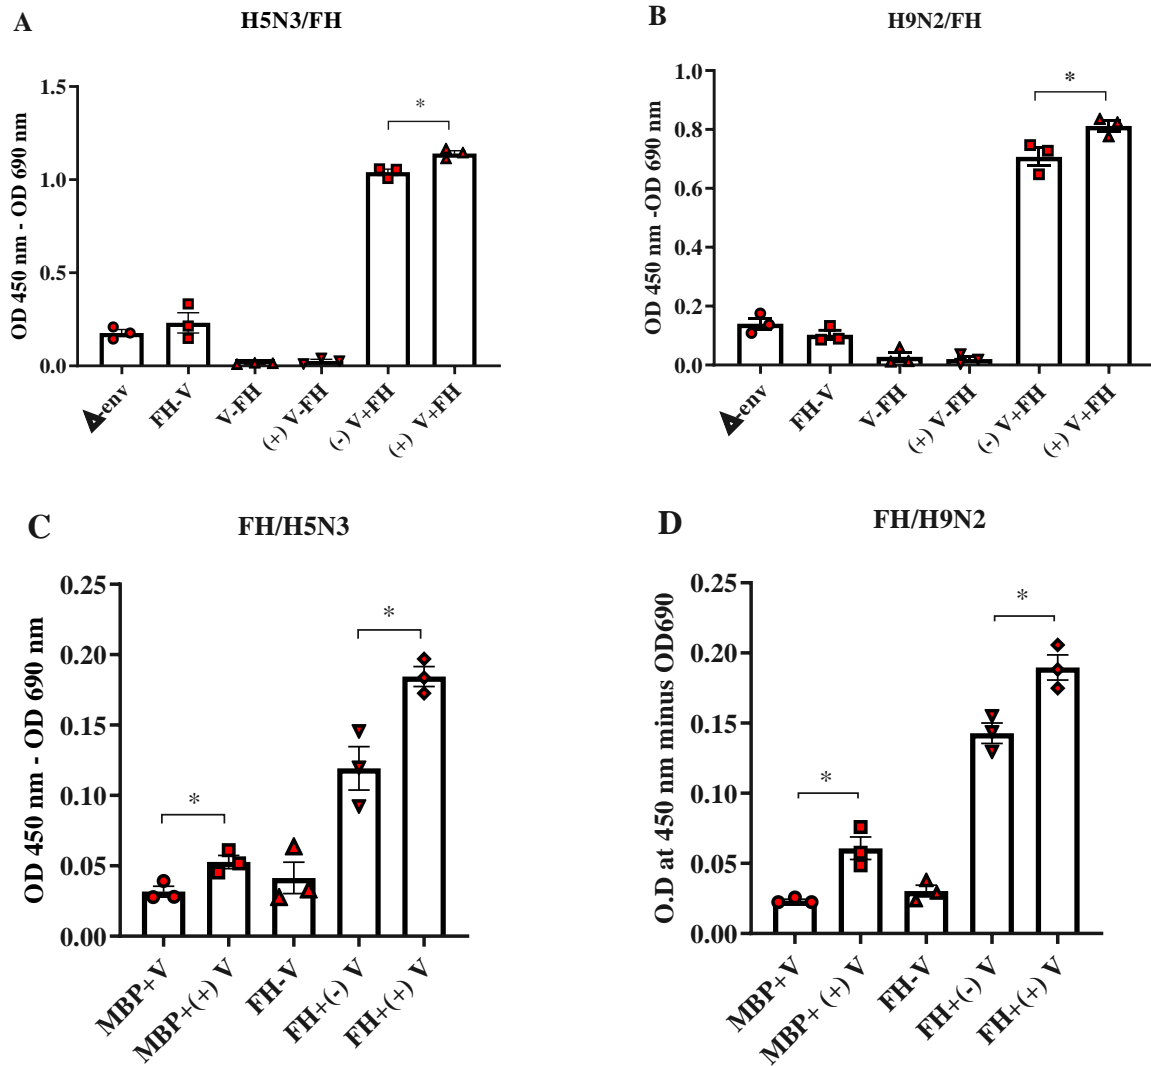 A
H5N3/FH
OD 450 nm - OD 690 nm
1.5
1.0
0.5
0.0
*
Δ-env
FH-V
V-FH
(+) V-FH
(-) V+FH
(+) V+FH
B
H9N2/FH
OD 450 nm -OD 690 nm
1.0
0.8
0.6
0.4
0.2
0.0
*
Δ-env
FH-V
V-FH
(+) V-FH
(-) V+FH
(+) V+FH
C
FH/H5N3
OD 450 nm - OD 690 nm
0.25
0.20
0.15
0.10
0.05
0.00
*
*
MBP+V
MBP+(+) V
FH-V
FH+(-) V
FH+(+) V
D
FH/H9N2
O.D at 450 nm minus OD690
0.25
0.20
0.15
0.10
0.05
0.00
*
*
MBP+V
MBP+ (+) V
FH-V
FH+(-) V
FH+(+) V